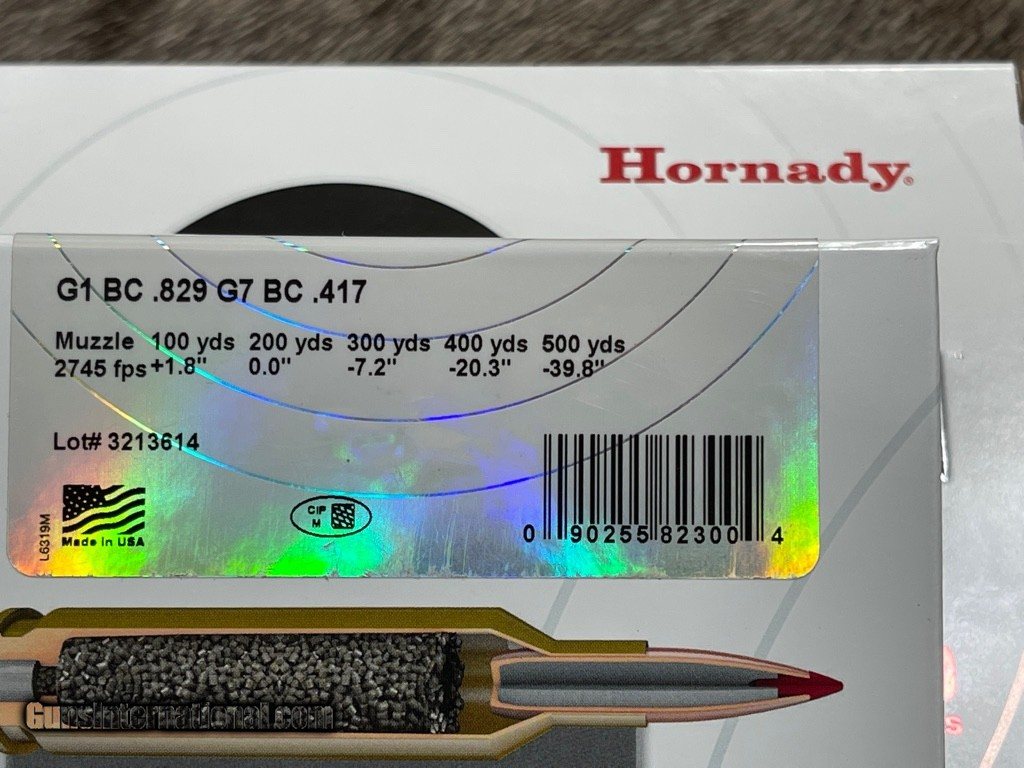 Hornady®
G1 BC .829 G7 BC .417
Muzzle 100 yds 200 yds 300 yds 400 yds 500 yds
2745 fps +1.8" 0.0" -7.2" -20.3" -39.8"
Lot# 3213614
L6319M
Made in USA
CIP
M
0 90255 82300 4
s
GunsInternational.com